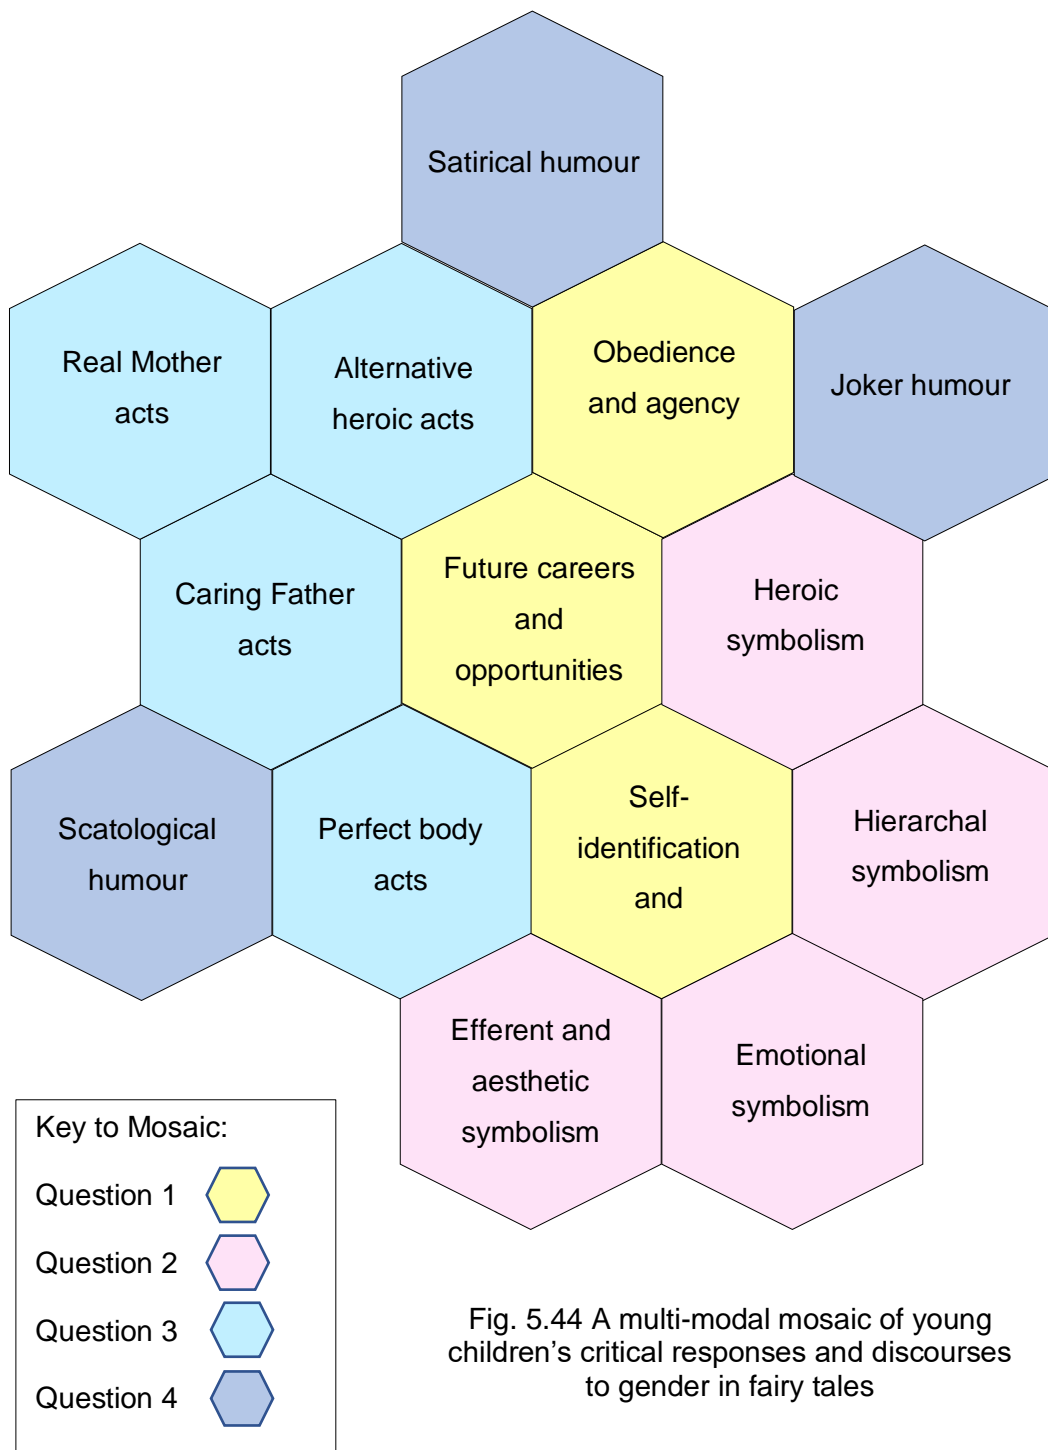 Satirical humour
Real Mother
acts
Alternative
heroic acts
Obedience
and agency
Joker humour
Caring Father
acts
Future careers
and
opportunities
Heroic
symbolism
Scatological
humour
Perfect body
acts
Self-
identification
and
Hierarchal
symbolism
Efferent and
aesthetic
symbolism
Emotional
symbolism
Key to Mosaic:
Question 1
Question 2
Question 3
Question 4
Fig. 5.44 A multi-modal mosaic of young
children’s critical responses and discourses
to gender in fairy tales